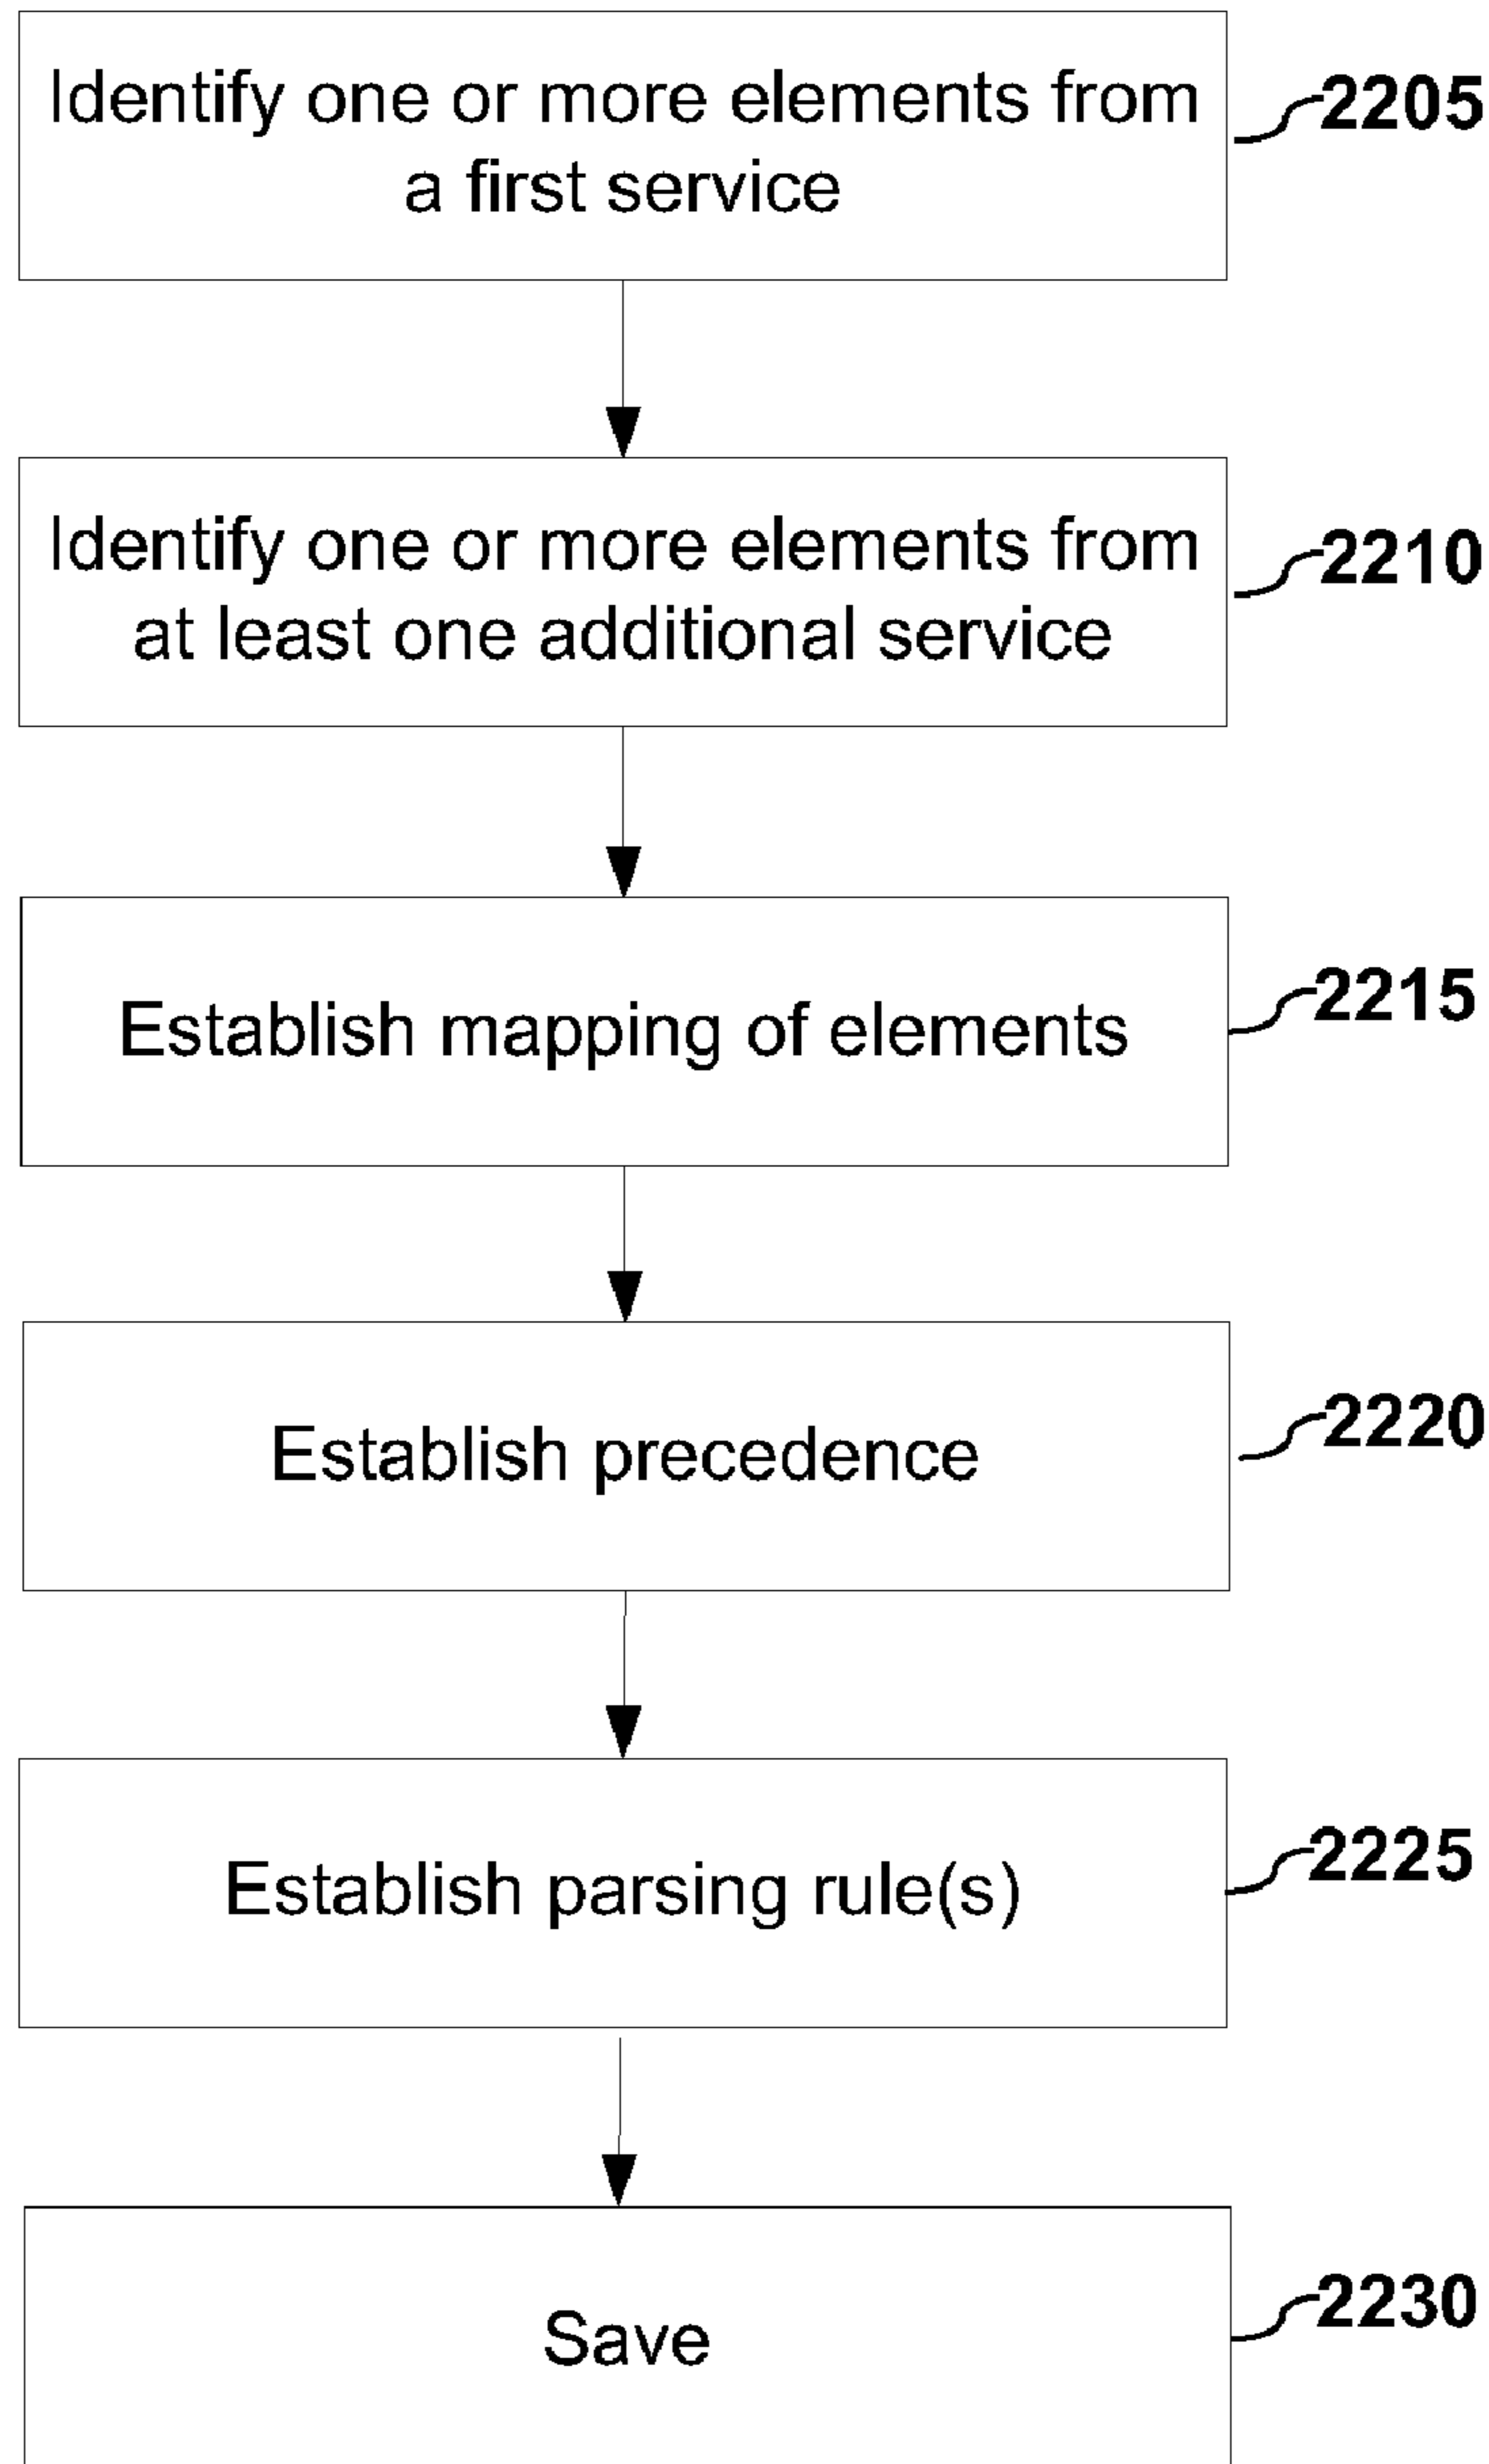 Identify one or more elements from
a first service
2205
Identify one or more elements from
at least one additional service
2210
Establish mapping of elements
2215
Establish precedence
2220
Establish parsing rule(s)
2225
Save
2230